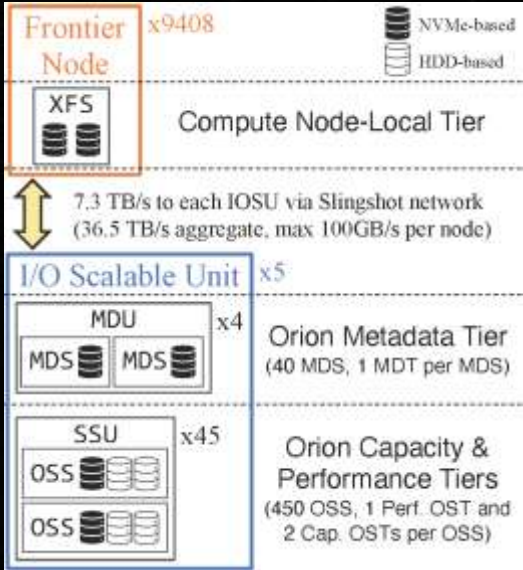 Frontier x9408
Node
NVMe-based
HDD-based
XFS
Compute Node-Local Tier
7.3 TB/s to each IOSU via Slingshot network
(36.5 TB/s aggregate, max 100GB/s per node)
I/O Scalable Unit x5
MDU x4
MDS MDS
Orion Metadata Tier
(40 MDS, 1 MDT per MDS)
SSU x45
OSS
OSS
Orion Capacity &
Performance Tiers
(450 OSS, 1 Perf. OST and
2 Cap. OSTs per OSS)